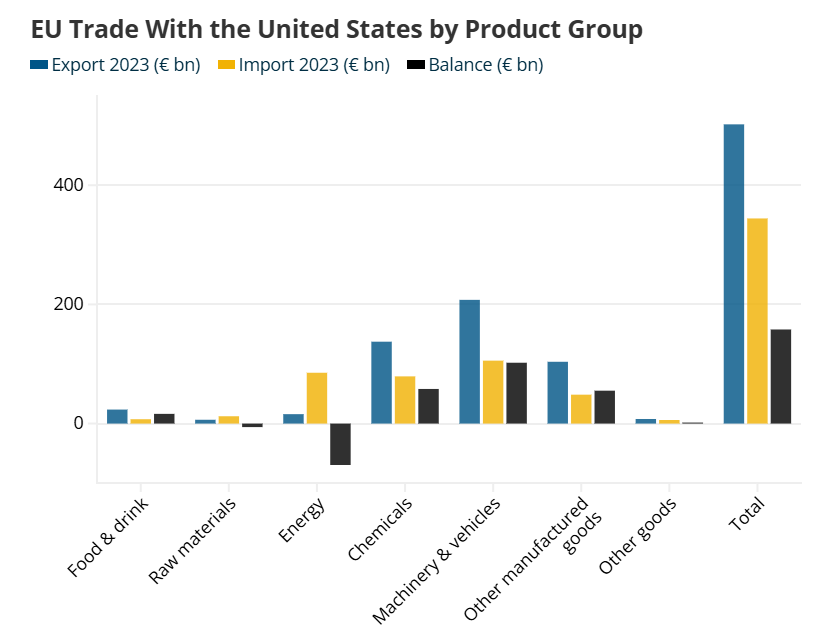 EU Trade With the United States by Product Group
Export 2023 (€ bn) Import 2023 (€ bn) Balance (€ bn)
400
200
0
Food & drink
Raw materials
Energy
Chemicals
Machinery & vehicles
Other manufactured
goods
Other goods
Total